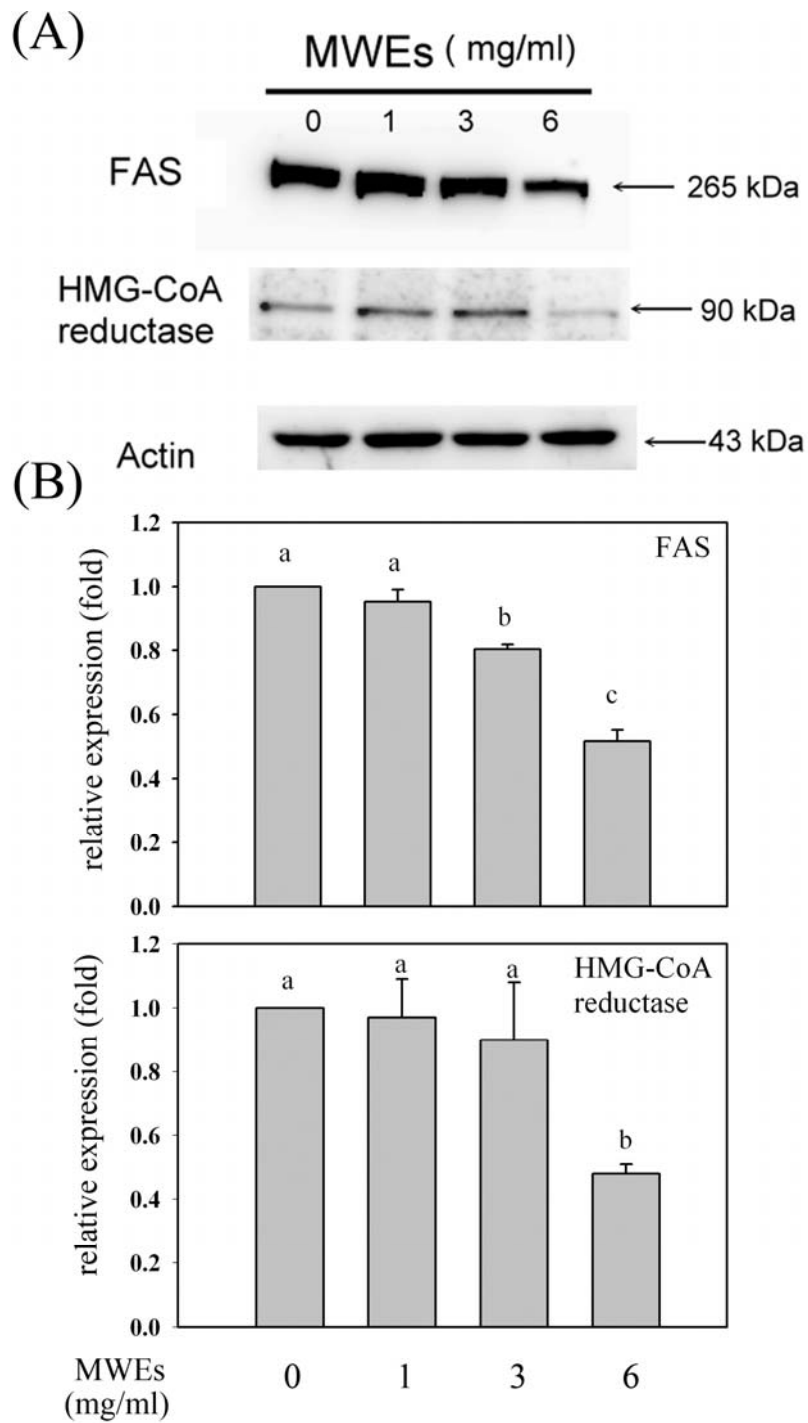 (A)
MWEs ( mg/ml)
0 1 3 6
FAS
265 kDa
HMG-CoA
reductase
90 kDa
Actin
43 kDa
(B)
relative expression (fold)
1.2
1.0
0.8
0.6
0.4
0.2
0.0
a a b c
FAS
relative expression (fold)
1.2
1.0
0.8
0.6
0.4
0.2
0.0
a a a b
HMG-CoA
reductase
MWEs
(mg/ml)
0 1 3 6